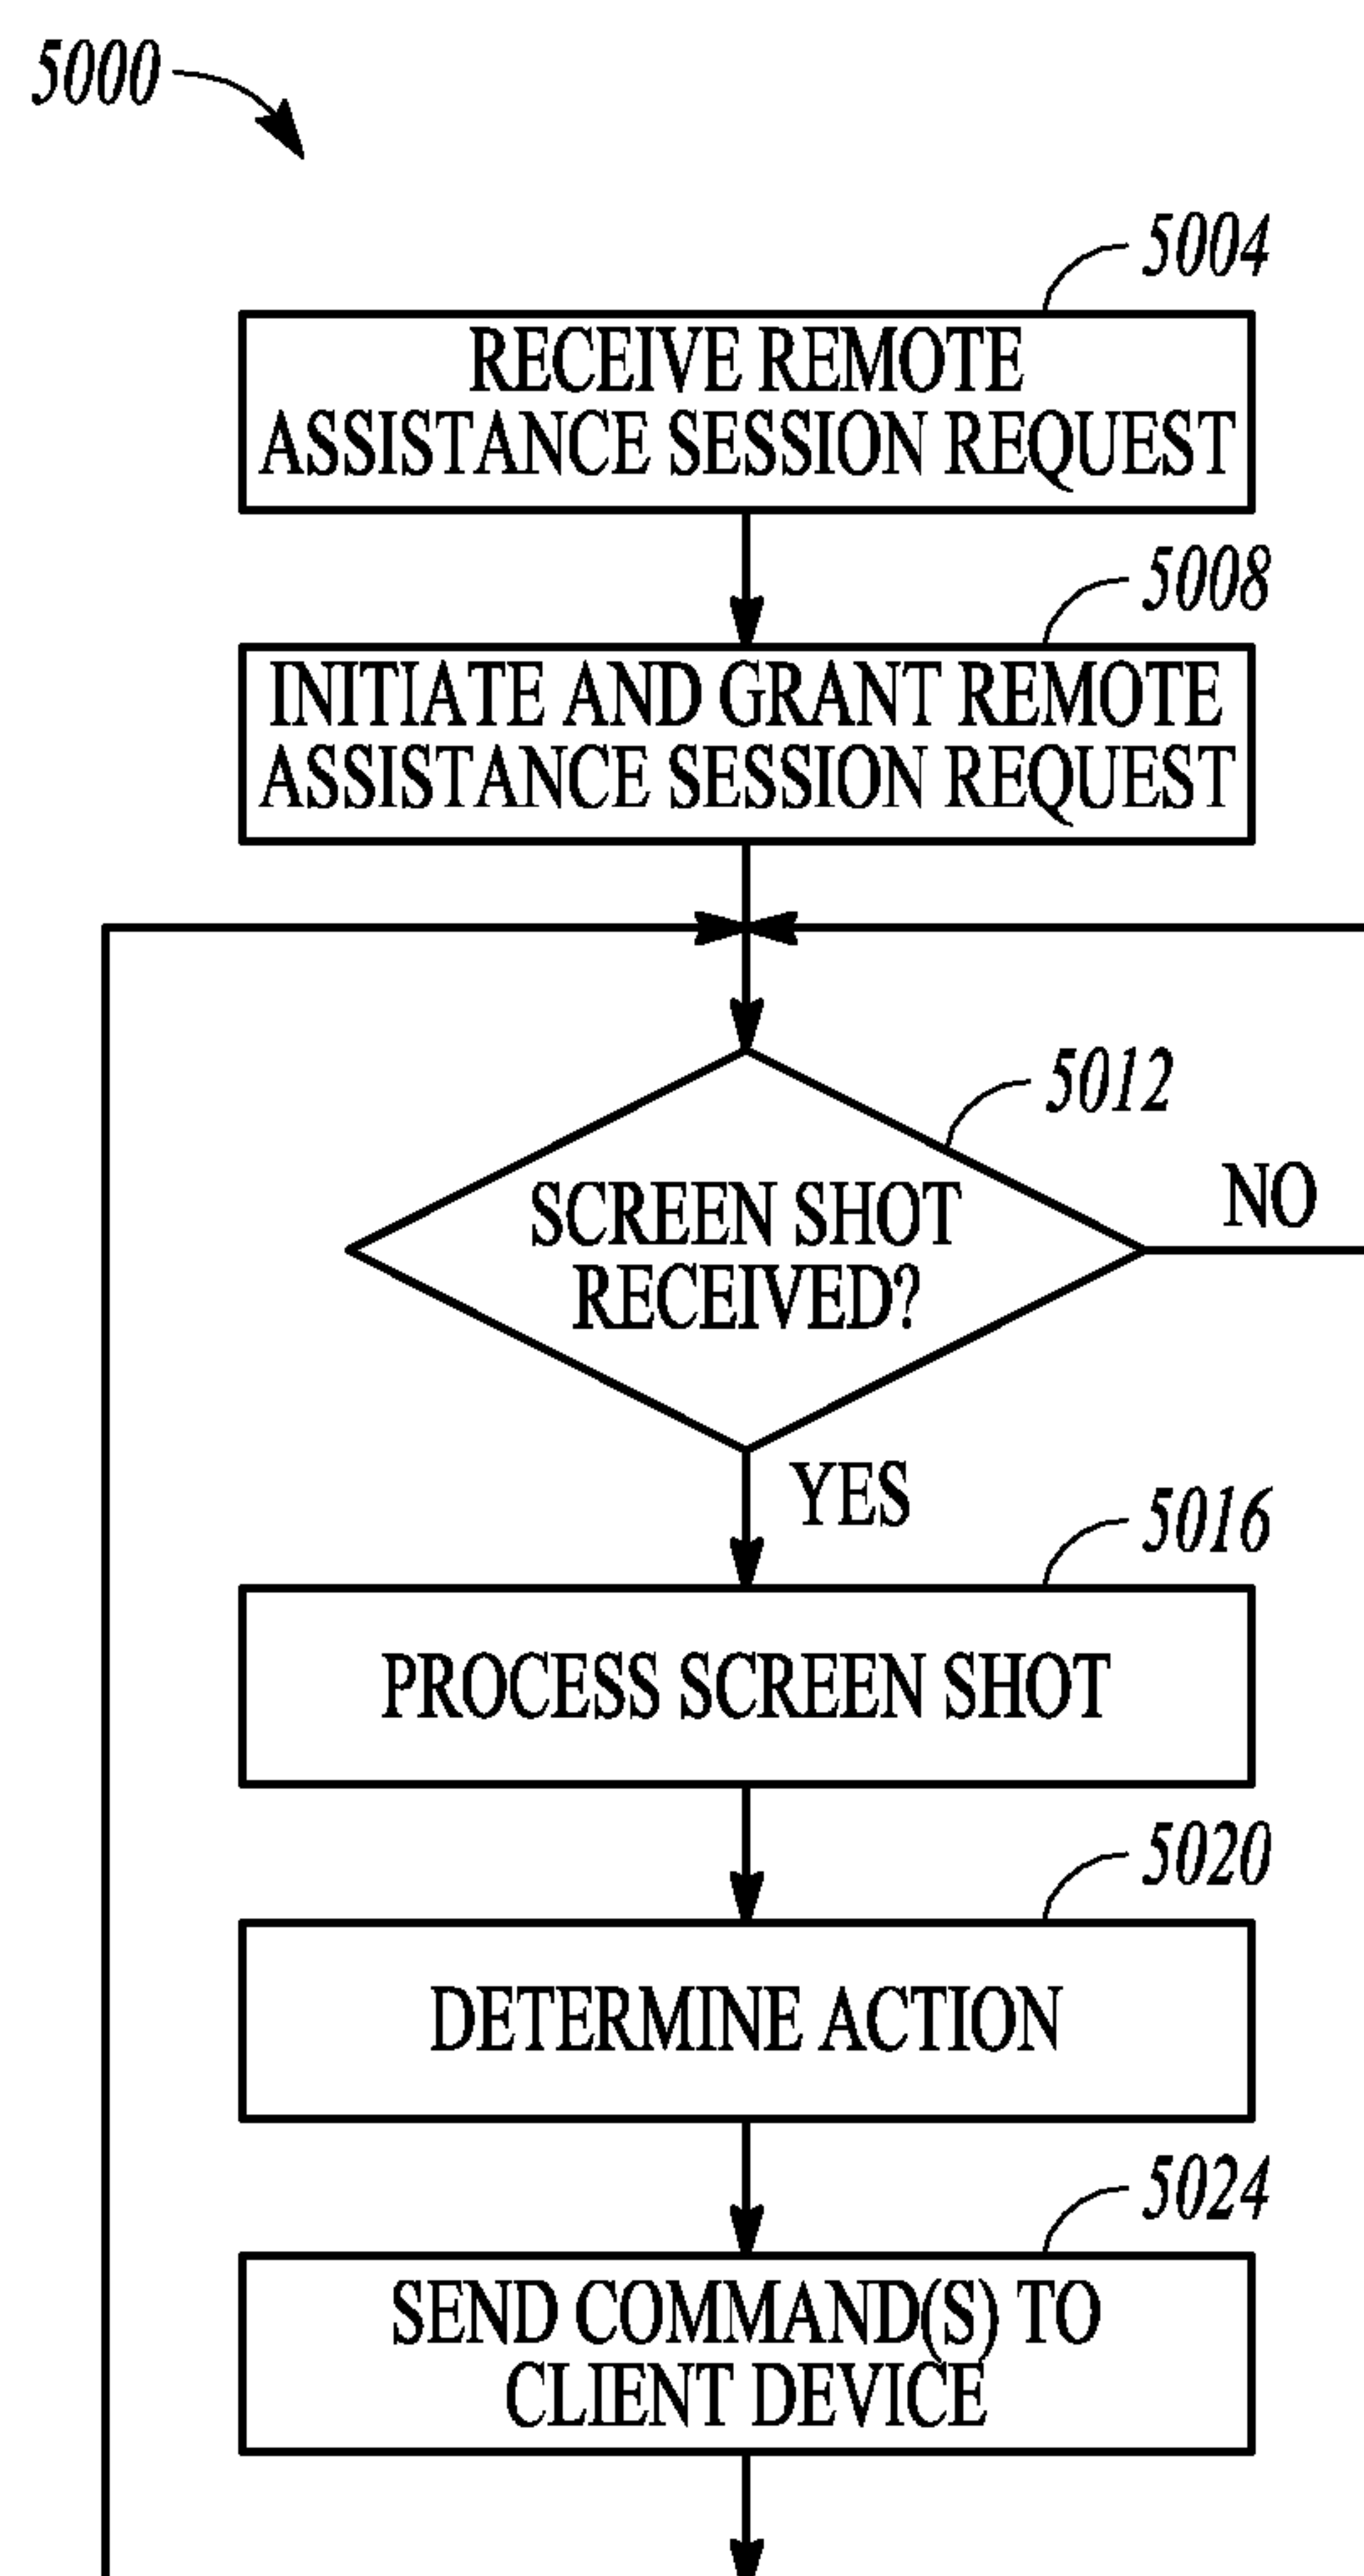 5000
5004
RECEIVE REMOTE
ASSISTANCE SESSION REQUEST
5008
INITIATE AND GRANT REMOTE
ASSISTANCE SESSION REQUEST
5012
SCREEN SHOT
RECEIVED?
NO
YES
5016
PROCESS SCREEN SHOT
5020
DETERMINE ACTION
5024
SEND COMMAND(S) TO
CLIENT DEVICE